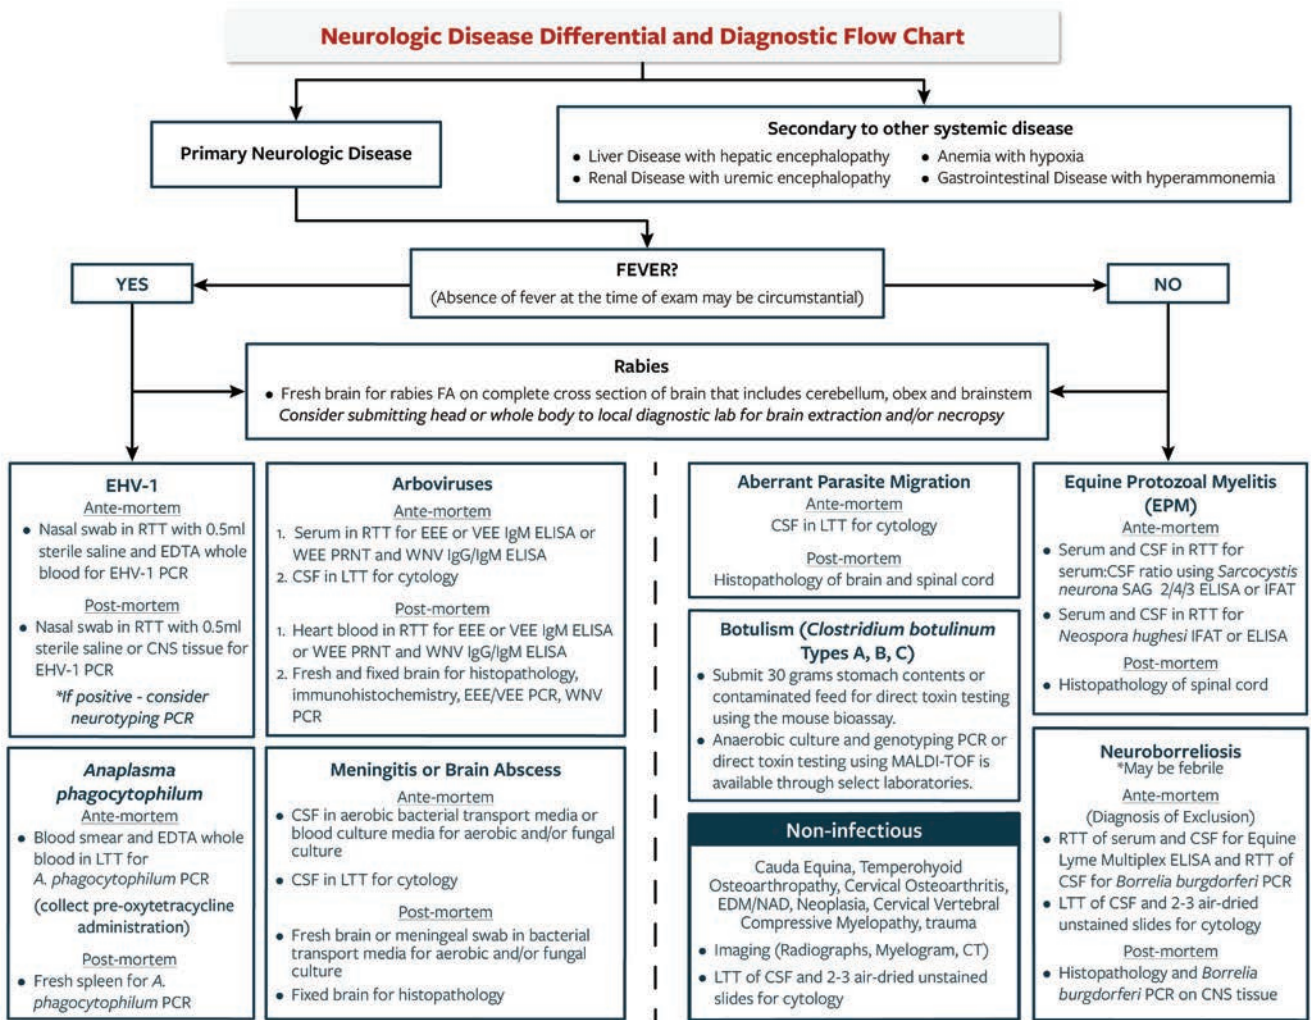 Neurologic Disease Differential and Diagnostic Flow Chart
Primary Neurologic Disease
Secondary to other systemic disease
• Liver Disease with hepatic encephalopathy
• Renal Disease with uremic encephalopathy
• Anemia with hypoxia
• Gastrointestinal Disease with hyperammonemia
FEVER?
(Absence of fever at the time of exam may be circumstantial)
YES
NO
Rabies
• Fresh brain for rabies FA on complete cross section of brain that includes cerebellum, obex and brainstem
Consider submitting head or whole body to local diagnostic lab for brain extraction and/or necropsy
EHV-1
Ante-mortem
• Nasal swab in RTT with 0.5ml
sterile saline and EDTA whole
blood for EHV-1 PCR
Post-mortem
• Nasal swab in RTT with 0.5ml
sterile saline or CNS tissue for
EHV-1 PCR
*If positive - consider
neurotyping PCR
Arboviruses
Ante-mortem
1. Serum in RTT for EEE or VEE IgM ELISA or
WEE PRNT and WNV IgG/IgM ELISA
2. CSF in LTT for cytology
Post-mortem
1. Heart blood in RTT for EEE or VEE IgM ELISA
or WEE PRNT and WNV IgG/IgM ELISA
2. Fresh and fixed brain for histopathology,
immunohistochemistry, EEE/VEE PCR, WNV
PCR
Anaplasma
phagocytophilum
Ante-mortem
• Blood smear and EDTA whole
blood in LTT for
A. phagocytophilum PCR
(collect pre-oxytetracycline
administration)
Post-mortem
• Fresh spleen for A.
phagocytophilum PCR
Meningitis or Brain Abscess
Ante-mortem
• CSF in aerobic bacterial transport media or
blood culture media for aerobic and/or fungal
culture
• CSF in LTT for cytology
Post-mortem
• Fresh brain or meningeal swab in bacterial
transport media for aerobic and/or fungal
culture
• Fixed brain for histopathology
Aberrant Parasite Migration
Ante-mortem
CSF in LTT for cytology
Post-mortem
Histopathology of brain and spinal cord
Botulism (Clostridium botulinum
Types A, B, C)
• Submit 30 grams stomach contents or
contaminated feed for direct toxin testing
using the mouse bioassay.
• Anaerobic culture and genotyping PCR or
direct toxin testing using MALDI-TOF is
available through select laboratories.
Non-infectious
Cauda Equina, Temperohyoid
Osteoarthropathy, Cervical Osteoarthritis,
EDM/NAD, Neoplasia, Cervical Vertebral
Compressive Myelopathy, trauma
• Imaging (Radiographs, Myelogram, CT)
• LTT of CSF and 2-3 air-dried unstained
slides for cytology
Equine Protozoal Myelitis
(EPM)
Ante-mortem
• Serum and CSF in RTT for
serum:CSF ratio using Sarcocystis
neurona SAG 2/4/3 ELISA or IFAT
• Serum and CSF in RTT for
Neospora hughesi IFAT or ELISA
Post-mortem
• Histopathology of spinal cord
Neuroborreliosis
*May be febrile
Ante-mortem
(Diagnosis of Exclusion)
• RTT of serum and CSF for Equine
Lyme Multiplex ELISA and RTT of
CSF for Borrelia burgdorferi PCR
• LTT of CSF and 2-3 air-dried
unstained slides for cytology
Post-mortem
• Histopathology and Borrelia
burgdorferi PCR on CNS tissue